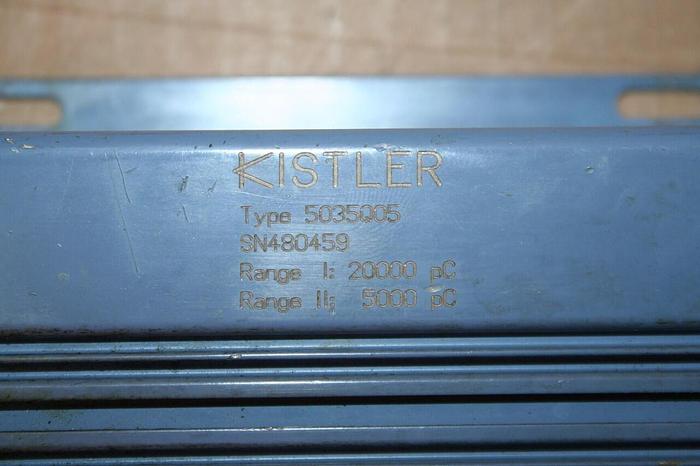 KISTLER
Type 5035Q05
SN480459
Range I: 20000 pC
Range II: 5000 pC